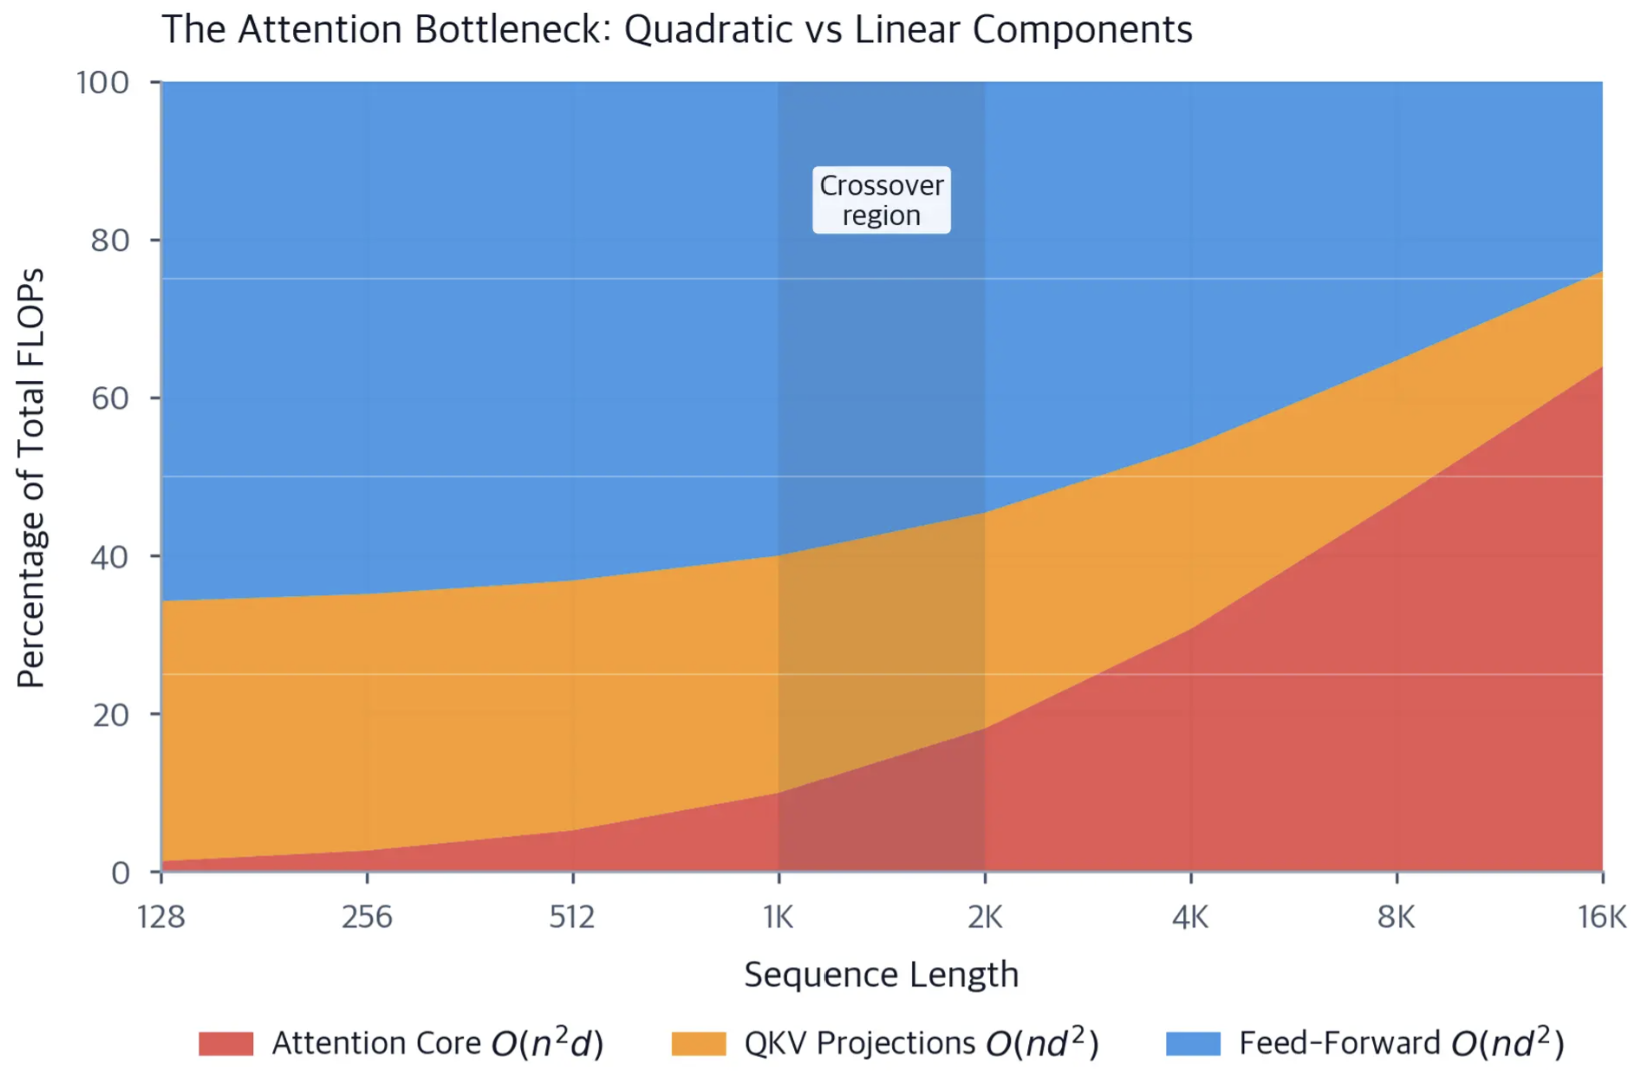 The Attention Bottleneck: Quadratic vs Linear Components
100
80
60
40
20
0
Percentage of Total FLOPs
Crossover
region
128 256 512 1K 2K 4K 8K 16K
Sequence Length
Attention Core O(n²d) QKV Projections O(nd²) Feed-Forward O(nd²)